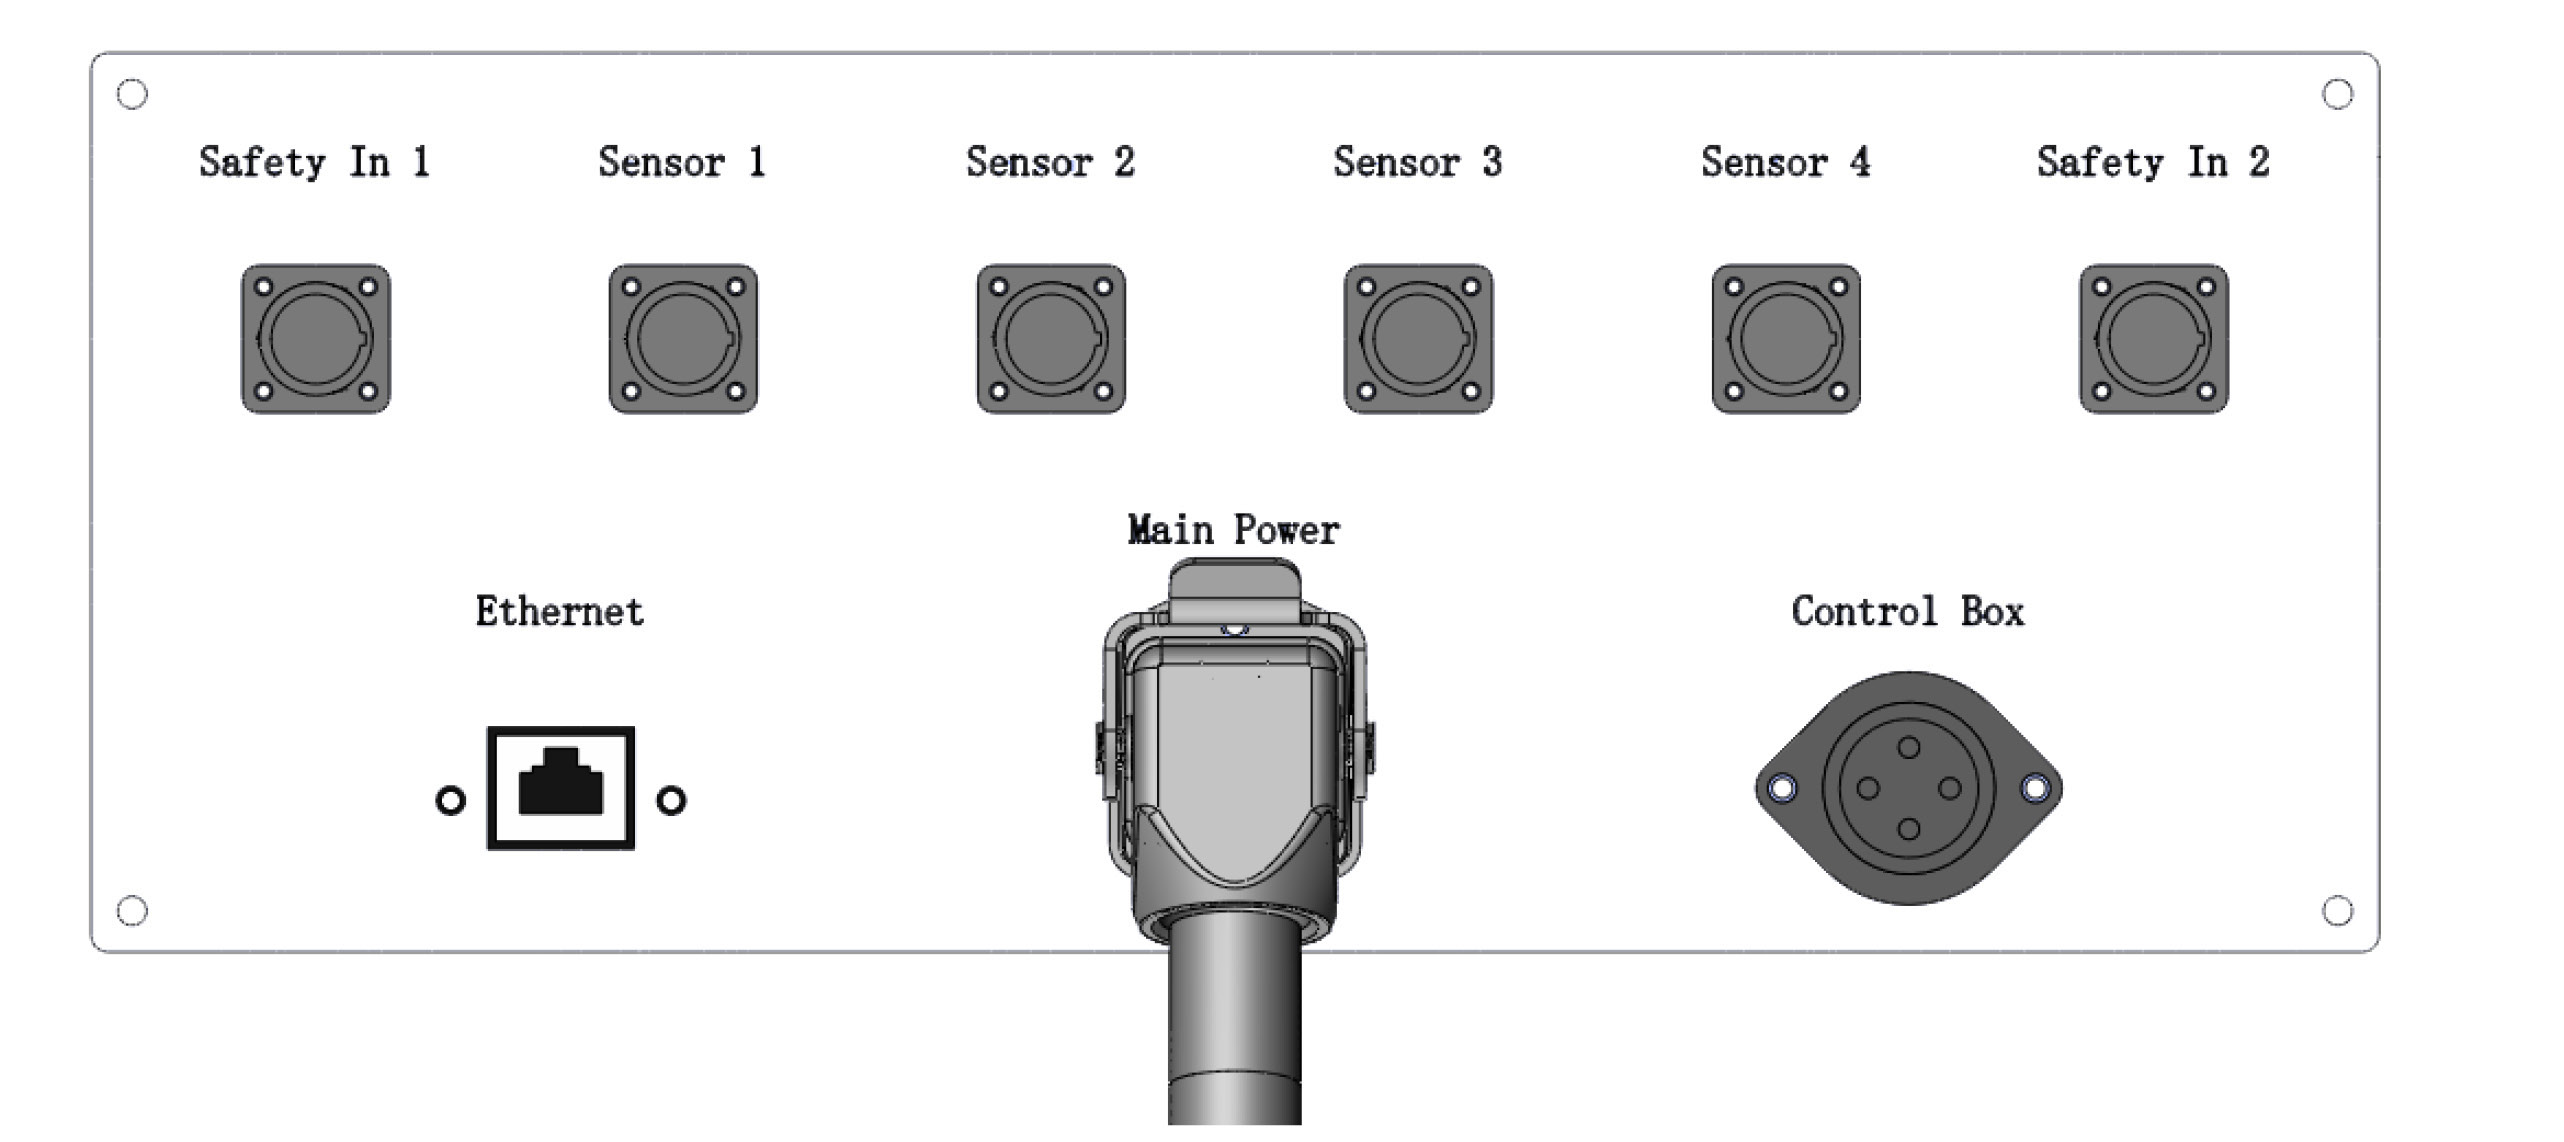 Safety In 1
Sensor 1
Sensor 2
Sensor 3
Sensor 4
Safety In 2
Main Power
Ethernet
Control Box